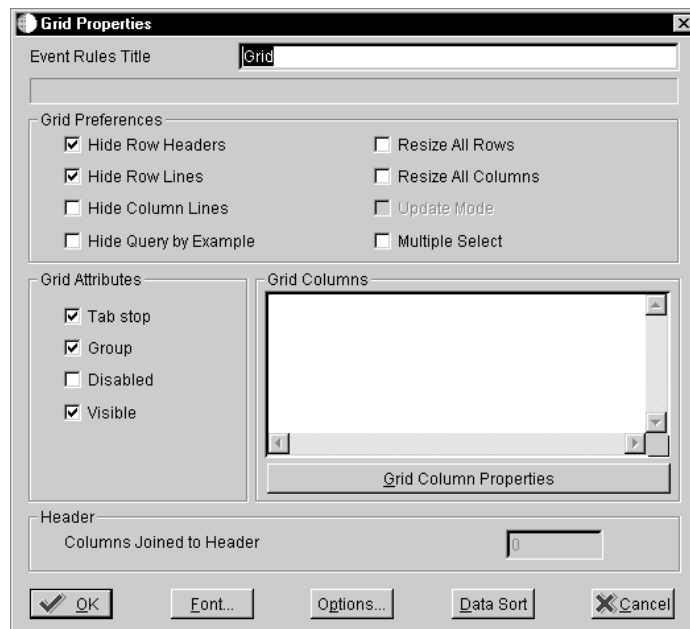 Grid Properties
Event Rules Title
Grid
Grid Preferences
Hide Row Headers
Resize All Rows
Hide Row Lines
Resize All Columns
Hide Column Lines
Update Mode
Hide Query by Example
Multiple Select
Grid Attributes
Tab stop
Group
Disabled
Visible
Grid Columns
Grid Column Properties
Header
Columns Joined to Header
0
OK
Font...
Options...
Data Sort
Cancel